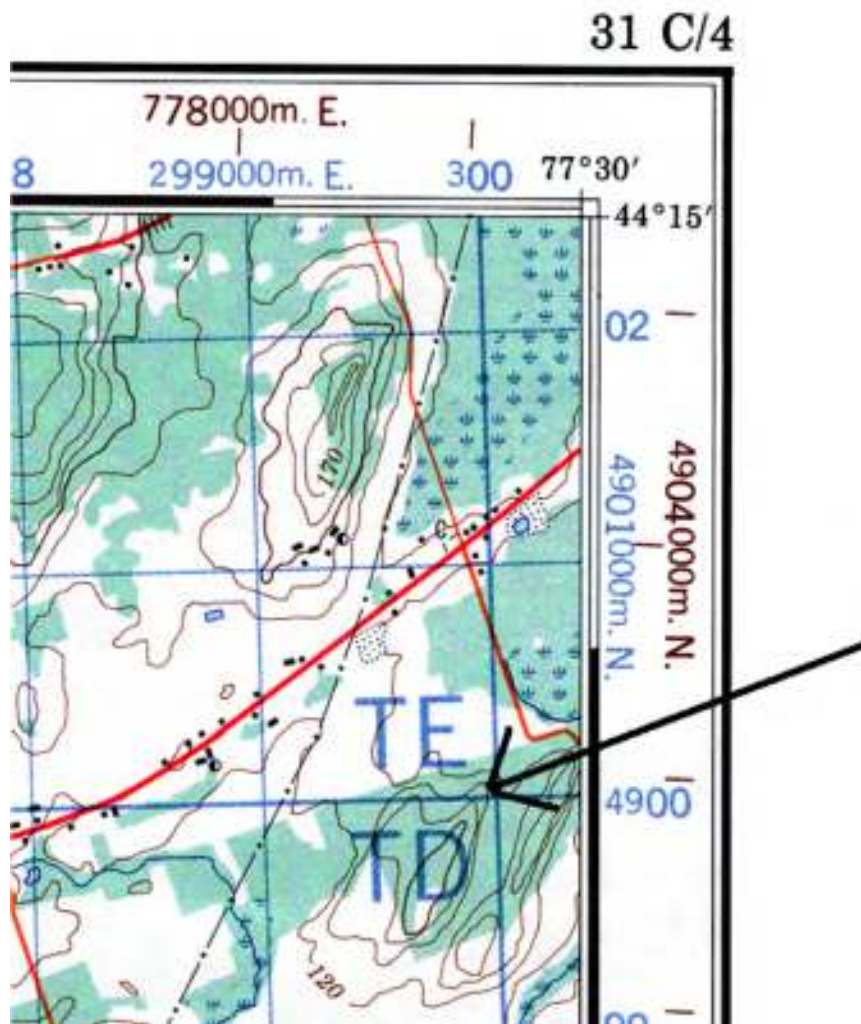 31 C/4
778000m. E.
8 299000m. E. 300 77°30′
44°15′
02
170
4901000m. N.
4904000m. N.
TE
4900
TD
120